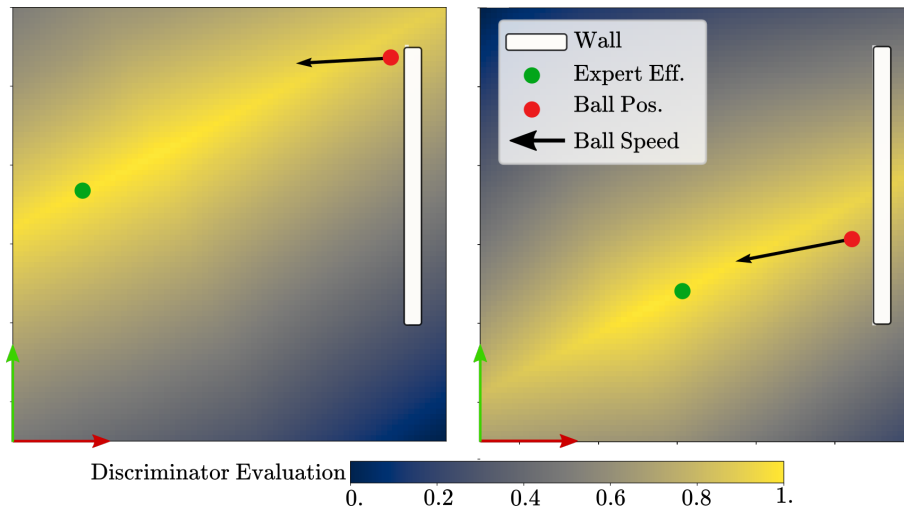 Wall
Expert Eff.
Ball Pos.
Ball Speed
Discriminator Evaluation
0. 0.2 0.4 0.6 0.8 1.